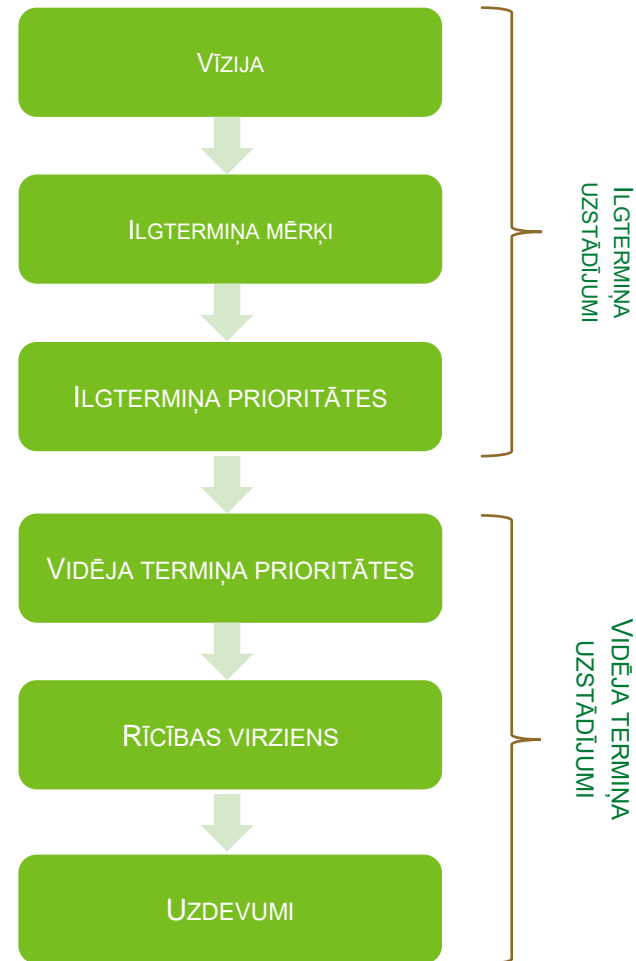 VĪZIJA
ILGTERMIŅA MĒRĶI
ILGTERMIŅA PRIORITĀTES
ILGTERMIŅA
UZSTĀDĪJUMI
VIDĒJA TERMIŅA PRIORITĀTES
RĪCĪBAS VIRZIENS
UZDEVUMI
VIDĒJA TERMIŅA
UZSTĀDĪJUMI